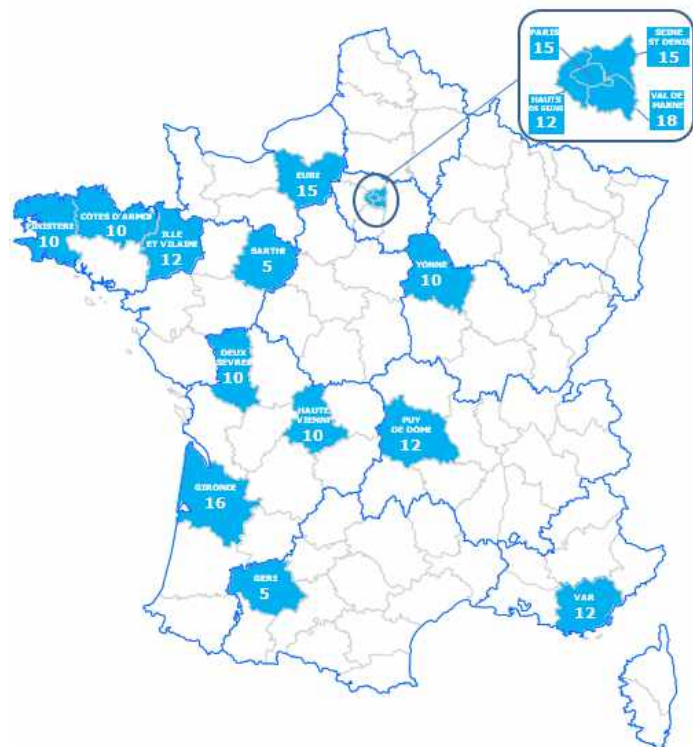 PARIS
15
SEINE
ST DENIS
15
HAUTS
DE SEINE
12
VAL DE
MARNE
18
EURE
15
FINISTERE
10
CÔTES D'ARMOR
10
ILLE
ET VILAINE
12
SARTHE
5
YONNE
10
DEUX
SEVRES
10
HAUTE
VIENNE
10
PUY
DE DÔME
12
GIRONDE
16
GERS
5
VAR
12